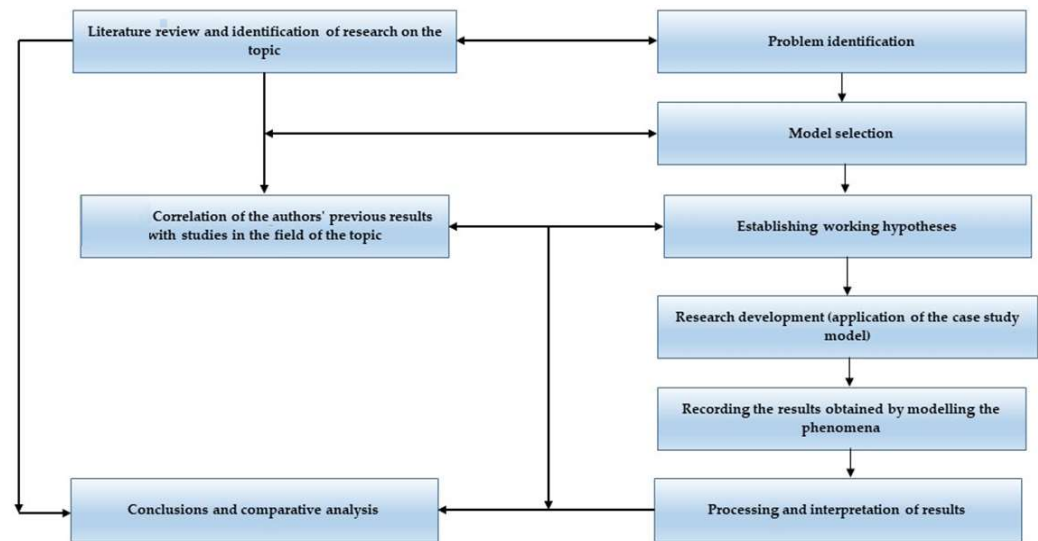 Literature review and identification of research on the
topic
Problem identification
Model selection
Correlation of the authors' previous results
with studies in the field of the topic
Establishing working hypotheses
Research development (application of the case study
model)
Recording the results obtained by modelling the
phenomena
Conclusions and comparative analysis
Processing and interpretation of results